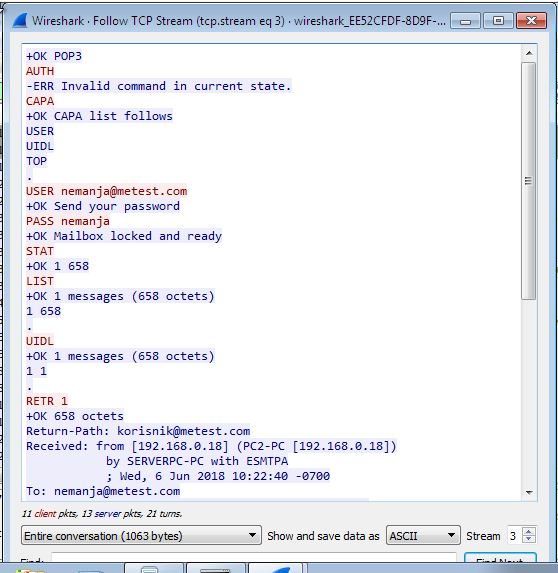 Wireshark · Follow TCP Stream (tcp.stream eq 3) · wireshark_EE52CFDF-8D9F-...
+OK POP3
AUTH
-ERR Invalid command in current state.
CAPA
+OK CAPA list follows
USER
UIDL
TOP
.
USER nemanja@metest.com
+OK Send your password
PASS nemanja
+OK Mailbox locked and ready
STAT
+OK 1 658
LIST
+OK 1 messages (658 octets)
1 658
.
UIDL
+OK 1 messages (658 octets)
1 1
.
RETR 1
+OK 658 octets
Return-Path: korisnik@metest.com
Received: from [192.168.0.18] (PC2-PC [192.168.0.18])
by SERVERPC-PC with ESMTPA
; Wed, 6 Jun 2018 10:22:40 -0700
To: nemanja@metest.com
11 client pkts, 13 server pkts, 21 turns.
Entire conversation (1063 bytes) Show and save data as ASCII Stream 3
Find: Find Next